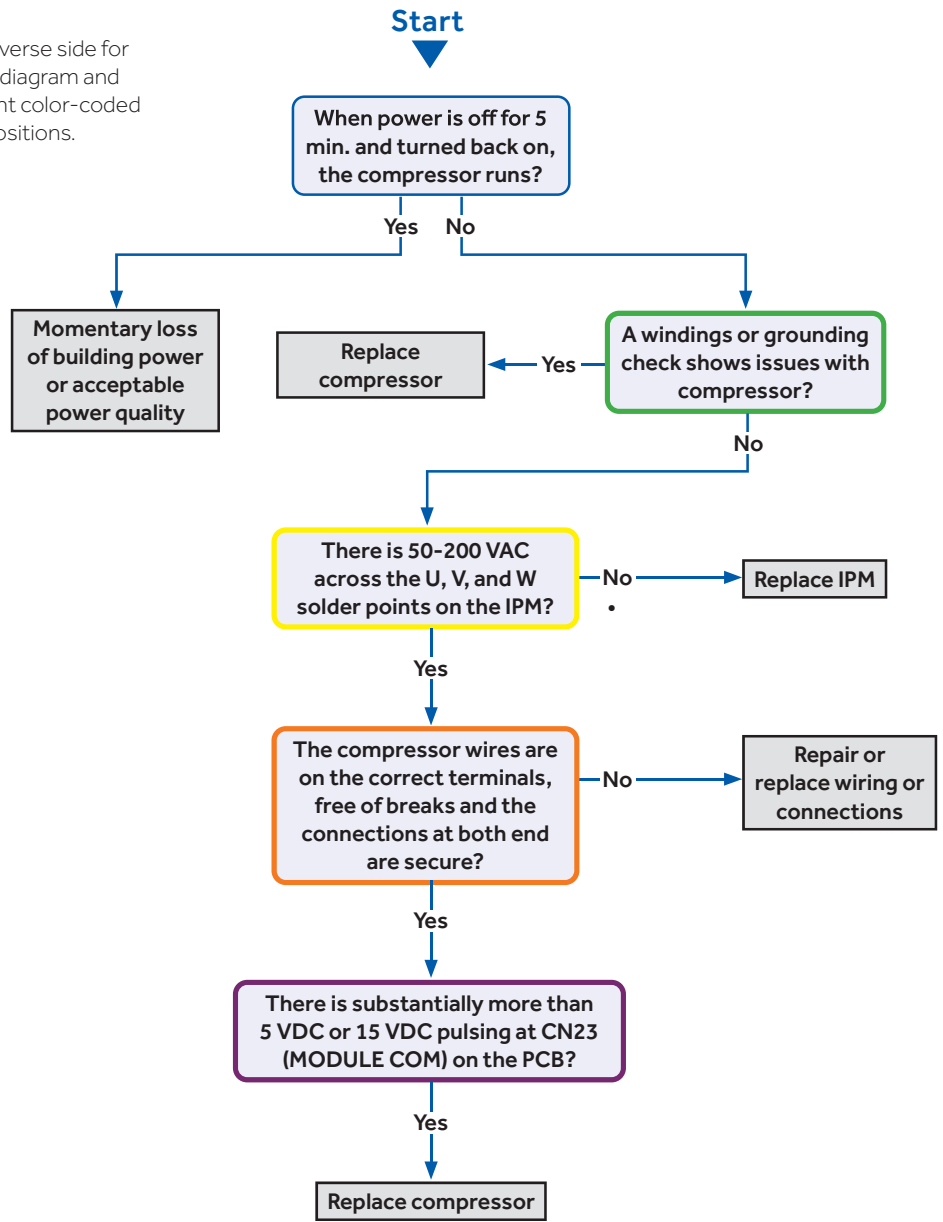 Start
verse side for
diagram and
nt color-coded
ositions.
When power is off for 5
min. and turned back on,
the compressor runs?
Yes No
Momentary loss
of building power
or acceptable
power quality
Replace
compressor
Yes
A windings or grounding
check shows issues with
compressor?
No
There is 50-200 VAC
across the U, V, and W
solder points on the IPM?
No
Replace IPM
Yes
The compressor wires are
on the correct terminals,
free of breaks and the
connections at both end
are secure?
No
Repair or
replace wiring or
connections
Yes
There is substantially more than
5 VDC or 15 VDC pulsing at CN23
(MODULE COM) on the PCB?
Yes
Replace compressor